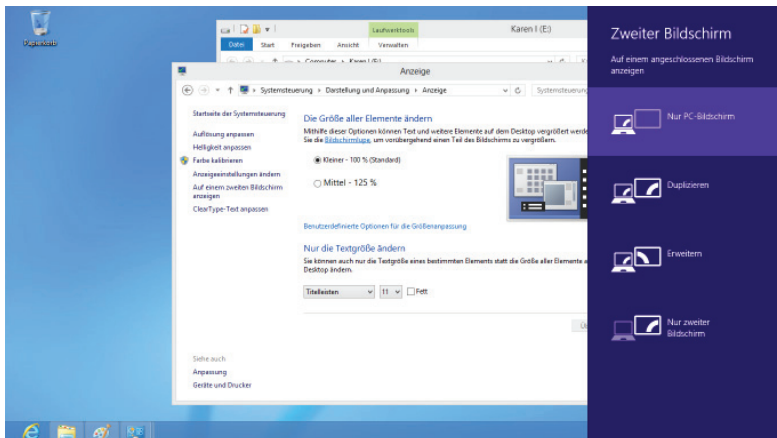 Papierkorb
Laufwerktools
Karen I (E:)
Datei Start Freigeben Ansicht Verwalten
Computer Karen I (E:)
Anzeige
Systemsteuerung Darstellung und Anpassung Anzeige
Systemsteuerung
Startseite der Systemsteuerung
Auflösung anpassen
Helligkeit anpassen
Farbe kalibrieren
Anzeigeeinstellungen ändern
Auf einem zweiten Bildschirm
anzeigen
ClearType-Text anpassen
Siehe auch
Anpassung
Geräte und Drucker
Die Größe aller Elemente ändern
Mithilfe dieser Optionen können Text und weitere Elemente auf dem Desktop vergrößert werde
Sie die Bildschirmlupe, um vorübergehend einen Teil des Bildschirms zu vergrößern.
Kleiner - 100 % (Standard)
Mittel - 125 %
Benutzerdefinierte Optionen für die Größenanpassung
Nur die Textgröße ändern
Sie können auch nur die Textgröße eines bestimmten Elements statt die Größe aller Elemente a
Desktop ändern.
Titelleisten 11 Fett
Zweiter Bildschirm
Auf einem angeschlossenen Bildschirm
anzeigen
Nur PC-Bildschirm
Duplizieren
Erweitern
Nur zweiter
Bildschirm